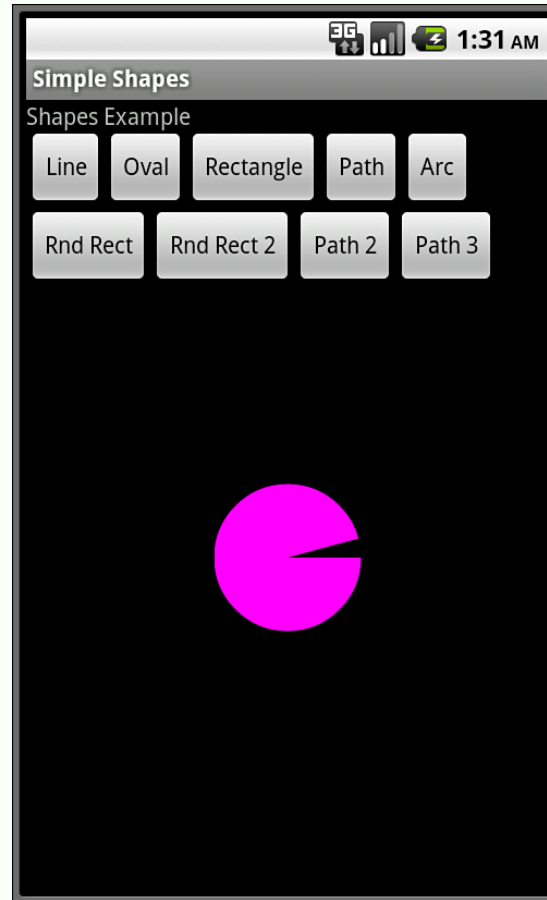 3G 1:31 AM
Simple Shapes
Shapes Example
Line Oval Rectangle Path Arc
Rnd Rect Rnd Rect 2 Path 2 Path 3